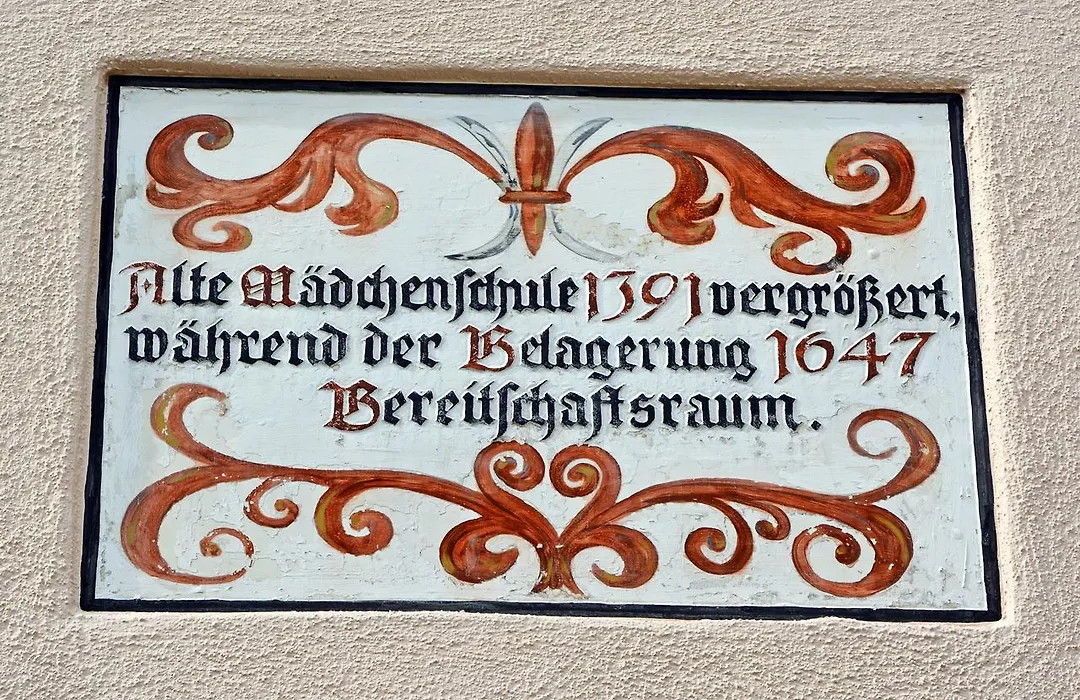 Alte Mädchenschule 1391 vergrößert,
während der Belagerung 1647
Bereitschaftsraum.